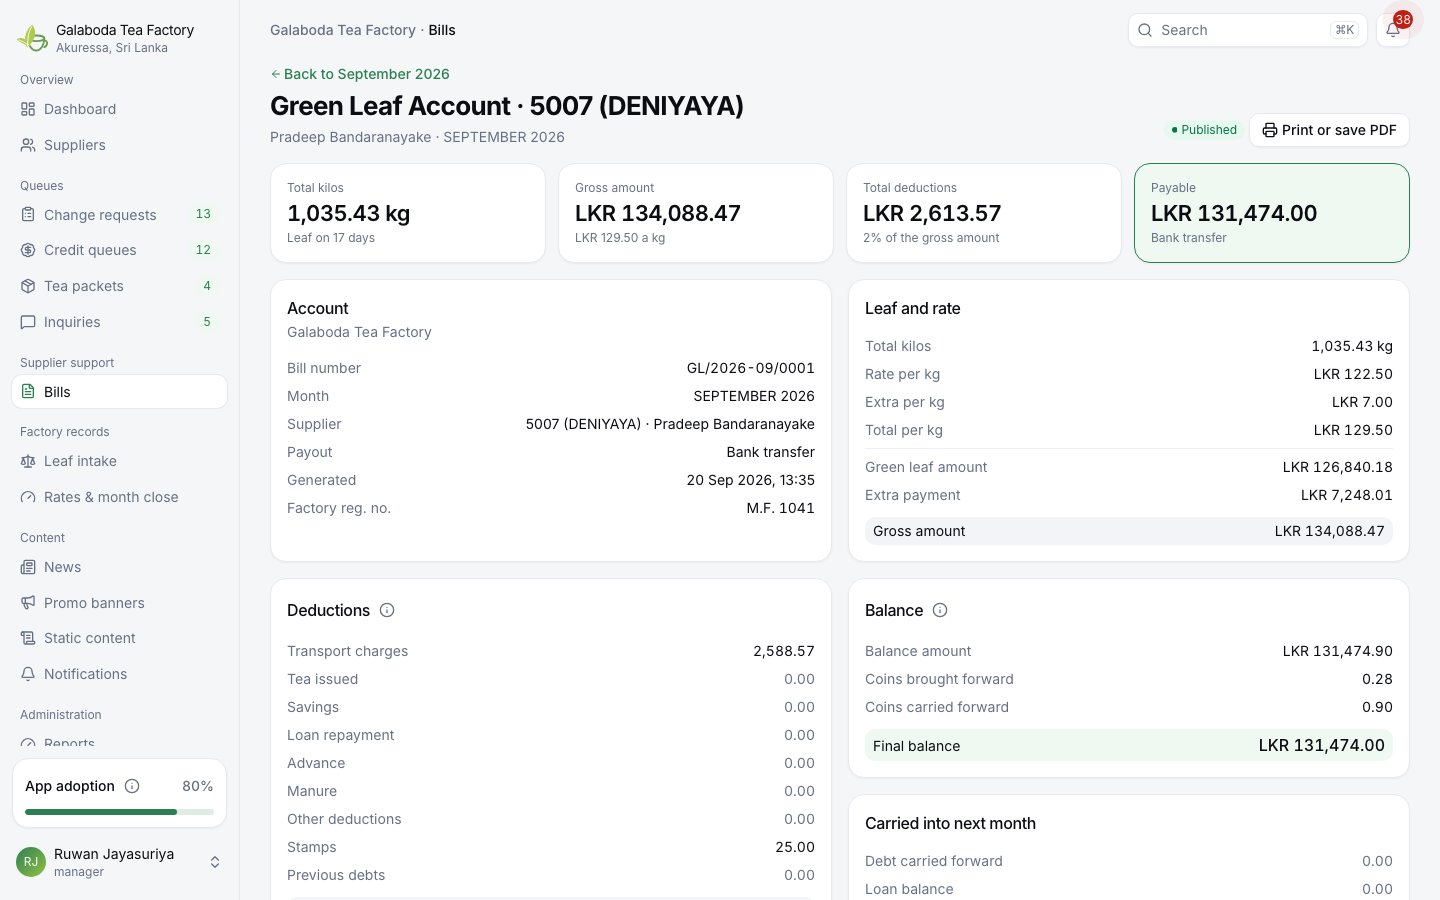 Galaboda Tea Factory
Akuressa, Sri Lanka
Overview
Dashboard
Suppliers
Queues
Change requests 13
Credit queues 12
Tea packets 4
Inquiries 5
Supplier support
Bills
Factory records
Leaf intake
Rates & month close
Content
News
Promo banners
Static content
Notifications
Administration
Reports
App adoption 80%
RJ
Ruwan Jayasuriya
manager
Galaboda Tea Factory · Bills
Search ⌘K
38
← Back to September 2026
Green Leaf Account · 5007 (DENIYAYA)
Pradeep Bandaranayake · SEPTEMBER 2026
Published
Print or save PDF
Total kilos
1,035.43 kg
Leaf on 17 days
Gross amount
LKR 134,088.47
LKR 129.50 a kg
Total deductions
LKR 2,613.57
2% of the gross amount
Payable
LKR 131,474.00
Bank transfer
Account
Galaboda Tea Factory
Bill number GL/2026-09/0001
Month SEPTEMBER 2026
Supplier 5007 (DENIYAYA) · Pradeep Bandaranayake
Payout Bank transfer
Generated 20 Sep 2026, 13:35
Factory reg. no. M.F. 1041
Leaf and rate
Total kilos 1,035.43 kg
Rate per kg LKR 122.50
Extra per kg LKR 7.00
Total per kg LKR 129.50
Green leaf amount LKR 126,840.18
Extra payment LKR 7,248.01
Gross amount LKR 134,088.47
Deductions
Transport charges 2,588.57
Tea issued 0.00
Savings 0.00
Loan repayment 0.00
Advance 0.00
Manure 0.00
Other deductions 0.00
Stamps 25.00
Previous debts 0.00
Balance
Balance amount LKR 131,474.90
Coins brought forward 0.28
Coins carried forward 0.90
Final balance LKR 131,474.00
Carried into next month
Debt carried forward 0.00
Loan balance 0.00